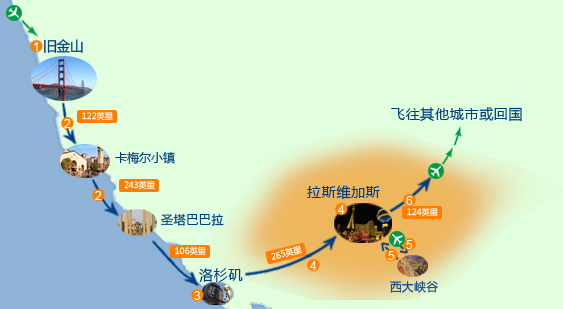 1
旧金山
2
122英里
卡梅尔小镇
2
243英里
圣塔巴巴拉
106英里
洛杉矶
3
265英里
4
拉斯维加斯
4
飞往其他城市或回国
6
124英里
5
5
西大峡谷